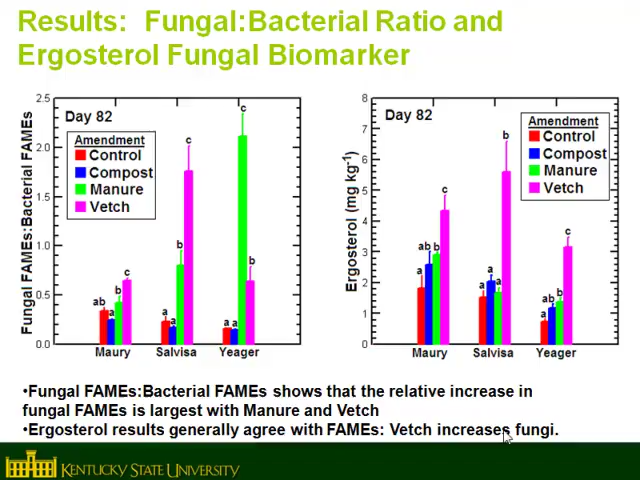 Results: Fungal:Bacterial Ratio and
Ergosterol Fungal Biomarker
2.5
2.0
1.5
1.0
0.5
0.0
Fungal FAMEs:Bacterial FAMEs
Day 82
Amendment
Control
Compost
Manure
Vetch
ab
a
b
c
a
a
b
c
a
a
c
b
Maury
Salvisa
Yeager
8
7
6
5
4
3
2
1
0
Ergosterol (mg kg-1)
Day 82
Amendment
Control
Compost
Manure
Vetch
a
ab
b
c
a
a
a
b
a
ab
b
c
Maury
Salvisa
Yeager
•Fungal FAMEs:Bacterial FAMEs shows that the relative increase in
fungal FAMEs is largest with Manure and Vetch
•Ergosterol results generally agree with FAMEs: Vetch increases fungi.
KENTUCKY STATE UNIVERSITY